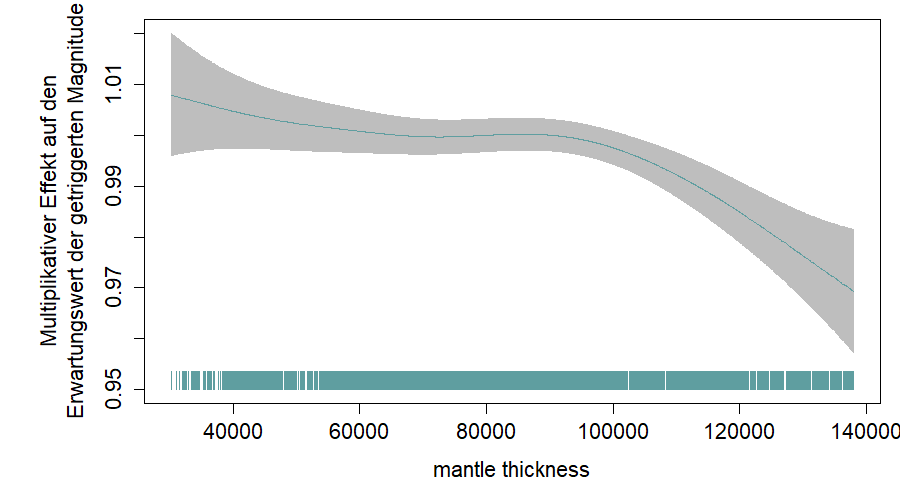 Multiplikativer Effekt auf den
Erwartungswert der getriggerten Magnitude
1.01
0.99
0.97
0.95
40000 60000 80000 100000 120000 140000
mantle thickness